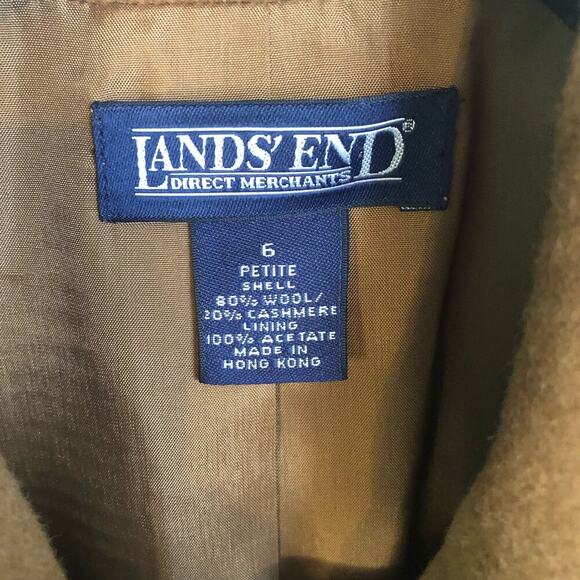 LANDS' END®
DIRECT MERCHANTS
6
PETITE
SHELL
80% WOOL/
20% CASHMERE
LINING
100% ACETATE
MADE IN
HONG KONG